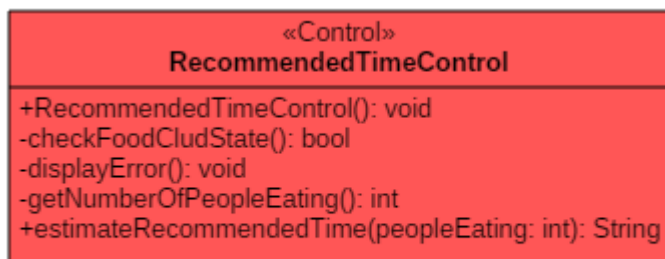 «Control»
RecommendedTimeControl
+RecommendedTimeControl(): void
-checkFoodCludState(): bool
-displayError(): void
-getNumberOfPeopleEating(): int
+estimateRecommendedTime(peopleEating: int): String